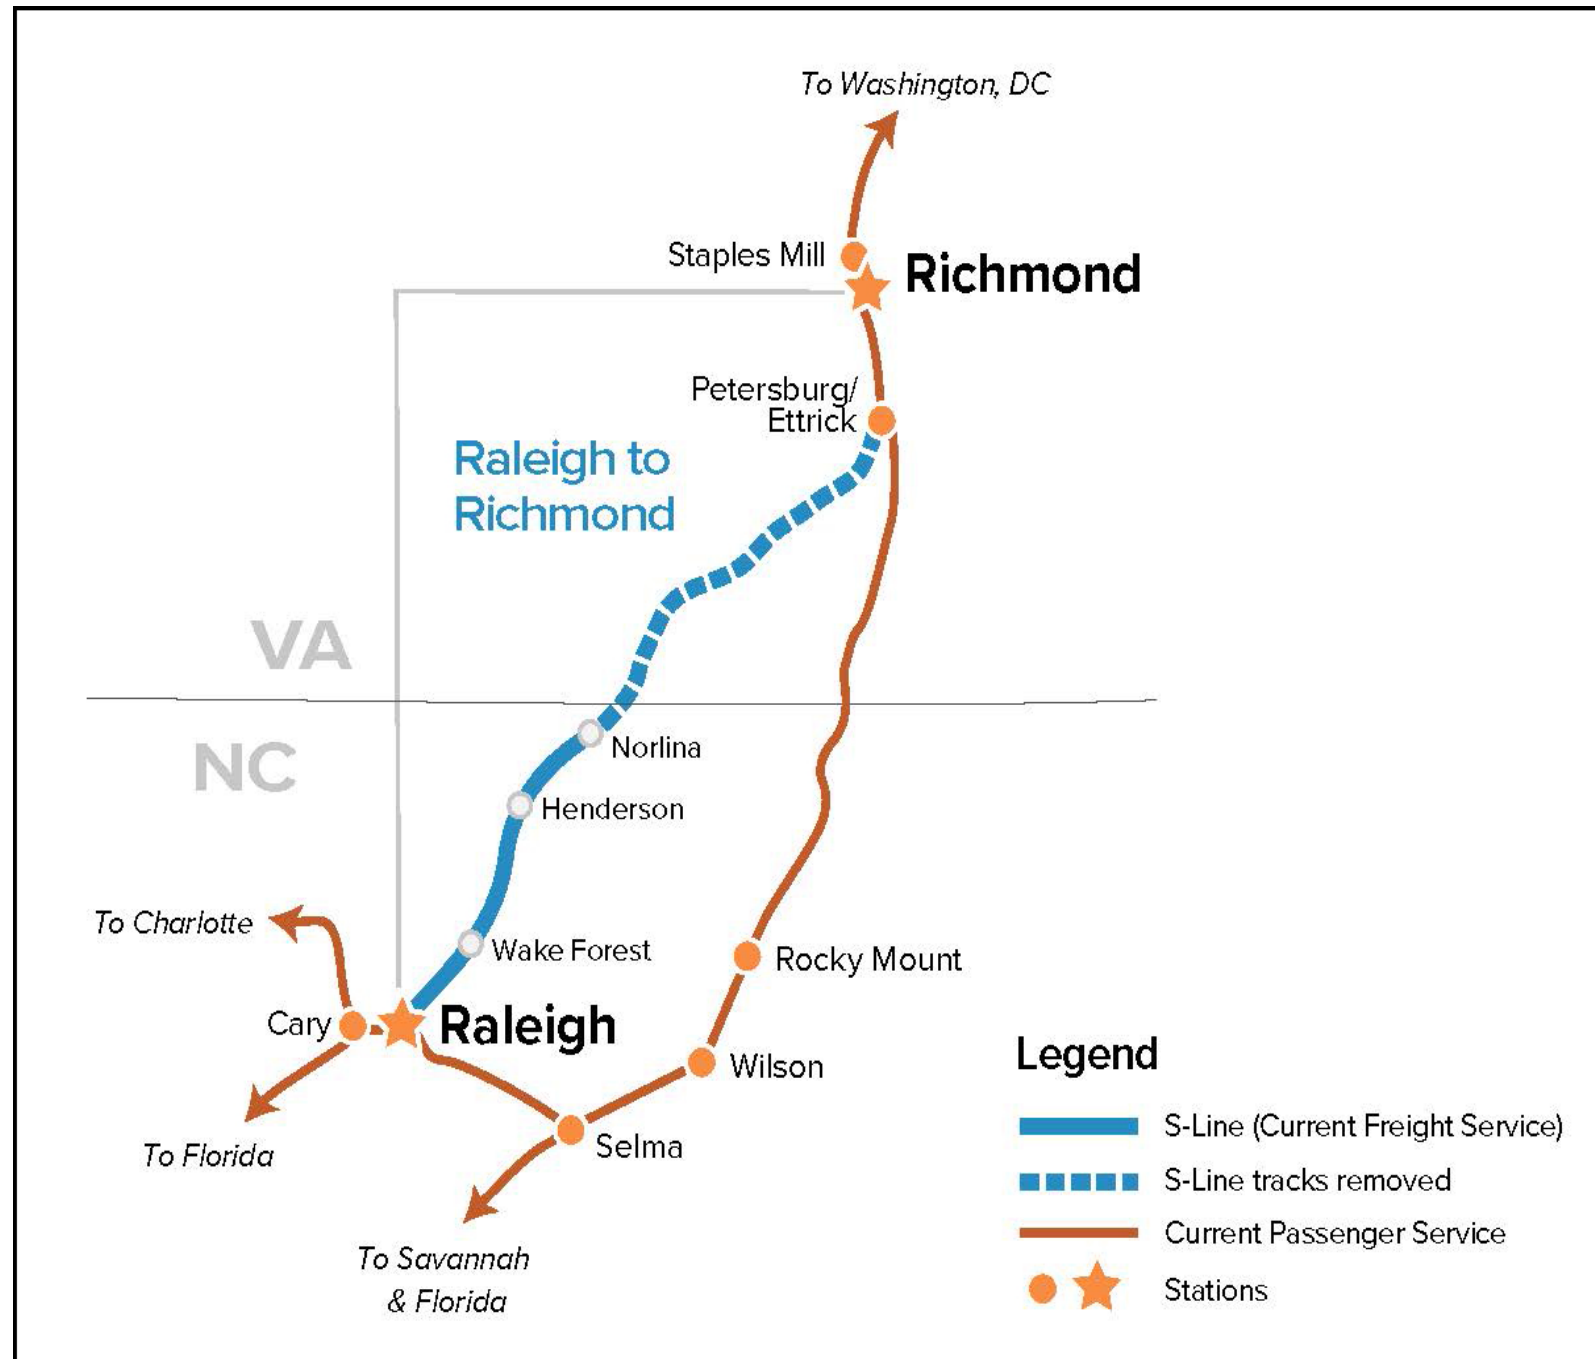 To Washington, DC
Staples Mill
Richmond
Petersburg/
Ettrick
Raleigh to
Richmond
VA
NC
Norlina
Henderson
To Charlotte
Wake Forest
Rocky Mount
Cary
Raleigh
Wilson
To Florida
Selma
To Savannah
& Florida
Legend
S-Line (Current Freight Service)
S-Line tracks removed
Current Passenger Service
Stations